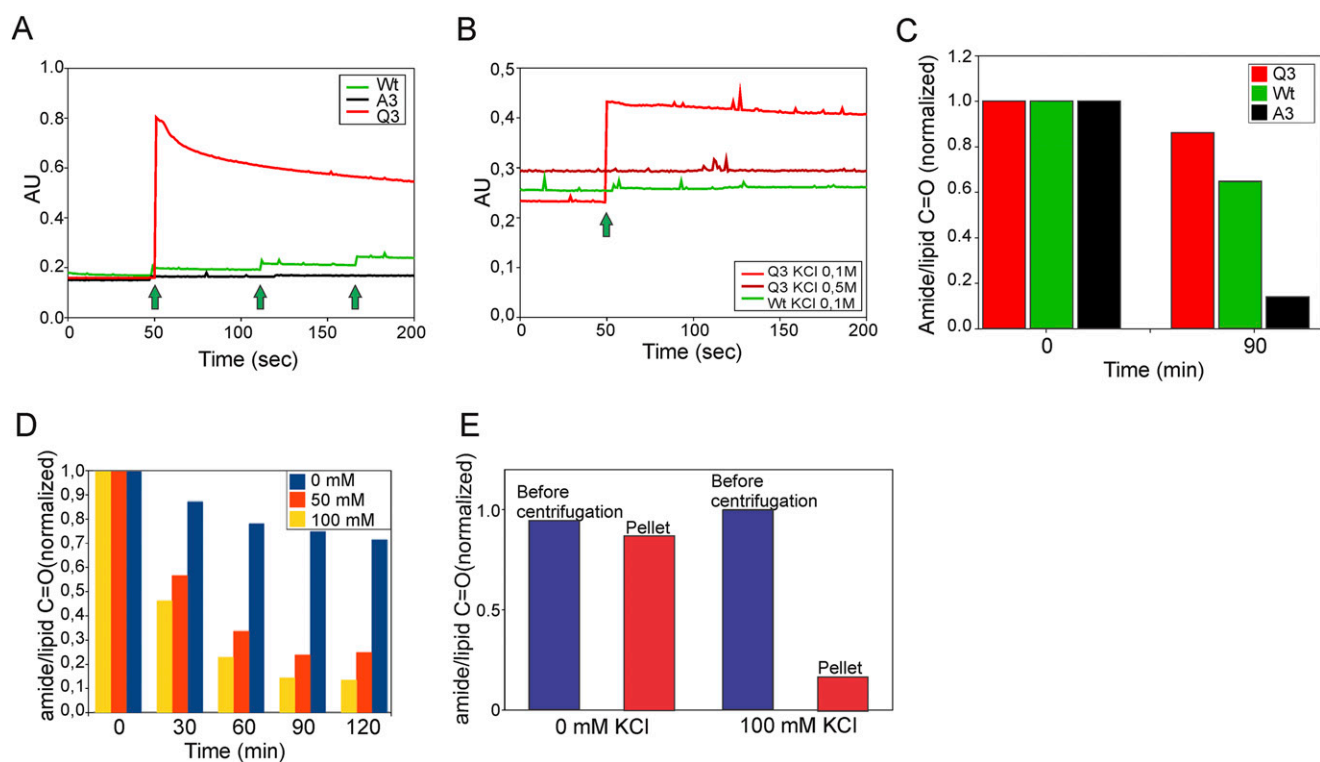 A
AU
1.0
0.8
0.6
0.4
0.2
0.0
0
50
100
150
200
Time (sec)
Wt
A3
Q3
B
AU
0,5
0,4
0,3
0,2
0,1
0,0
0
50
100
150
200
Time (sec)
Q3 KCl 0,1M
Q3 KCl 0,5M
Wt KCl 0,1M
C
Amide/lipid C=O (normalized)
1.2
1.0
0.8
0.6
0.4
0.2
0.0
0
90
Time (min)
Q3
Wt
A3
D
amide/lipid C=O(normalized)
1,0
0,9
0,8
0,7
0,6
0,5
0,4
0,3
0,2
0,1
0,0
0
30
60
90
120
Time (min)
0 mM
50 mM
100 mM
E
amide/lipid C=O(normalized)
1.0
0.5
0
Before
centrifugation
Pellet
Before
centrifugation
Pellet
0 mM KCl
100 mM KCl